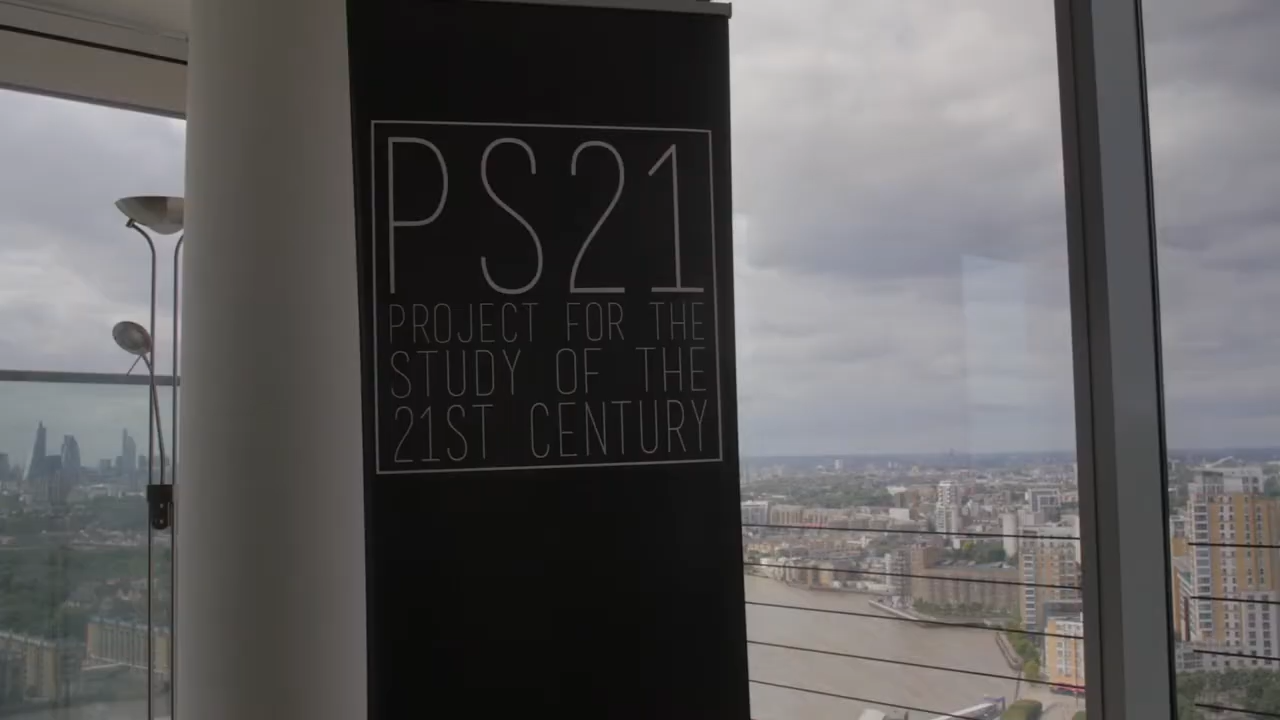 PS21
PROJECT FOR THE
STUDY OF THE
21ST CENTURY